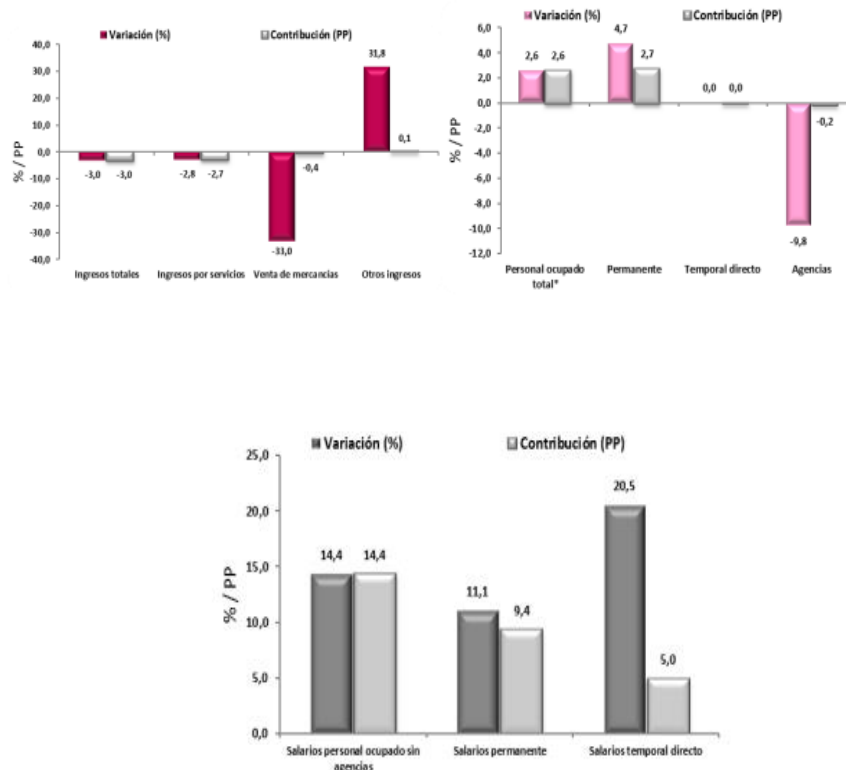 Variación (%) Contribución (PP)
40,0
30,0
20,0
10,0
0,0
-10,0
-20,0
-30,0
-40,0
% / PP
-3,0 -3,0 -2,8 -2,7 -33,0 -0,4 31,8 0,1
Ingresos totales Ingresos por servicios Venta de mercancías Otros ingresos
Variación (%) Contribución (PP)
6,0
4,0
2,0
0,0
-2,0
-4,0
-6,0
-8,0
-10,0
-12,0
% / PP
2,6 2,6 4,7 2,7 0,0 0,0 -9,8 -0,2
Personal ocupado Permanente Temporal directo Agencias
total*
Variación (%) Contribución (PP)
25,0
20,0
15,0
10,0
5,0
0,0
% / PP
14,4 14,4 11,1 9,4 20,5 5,0
Salarios personal ocupado sin Salarios permanente Salarios temporal directo
agencias